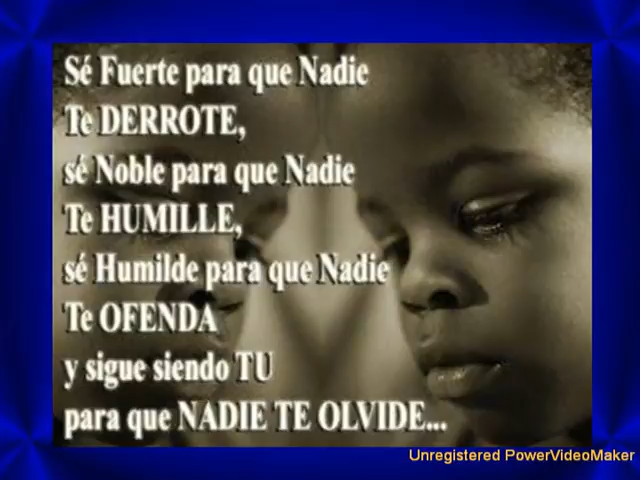 Sé Fuerte para que Nadie
Te DERROTE,
sé Noble para que Nadie
Te HUMILLE,
sé Humilde para que Nadie
Te OFENDA
y sigue siendo TU
para que NADIE TE OLVIDE...
Unregistered PowerVideoMaker